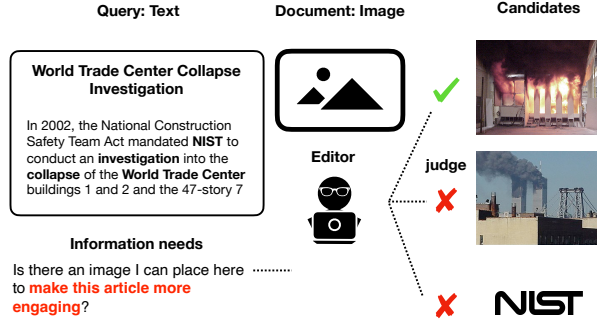 Query: Text
Document: Image
Candidates
World Trade Center Collapse
Investigation
In 2002, the National Construction
Safety Team Act mandated NIST to
conduct an investigation into the
collapse of the World Trade Center
buildings 1 and 2 and the 47-story 7
Editor
judge
Information needs
Is there an image I can place here
to make this article more
engaging?
NIST